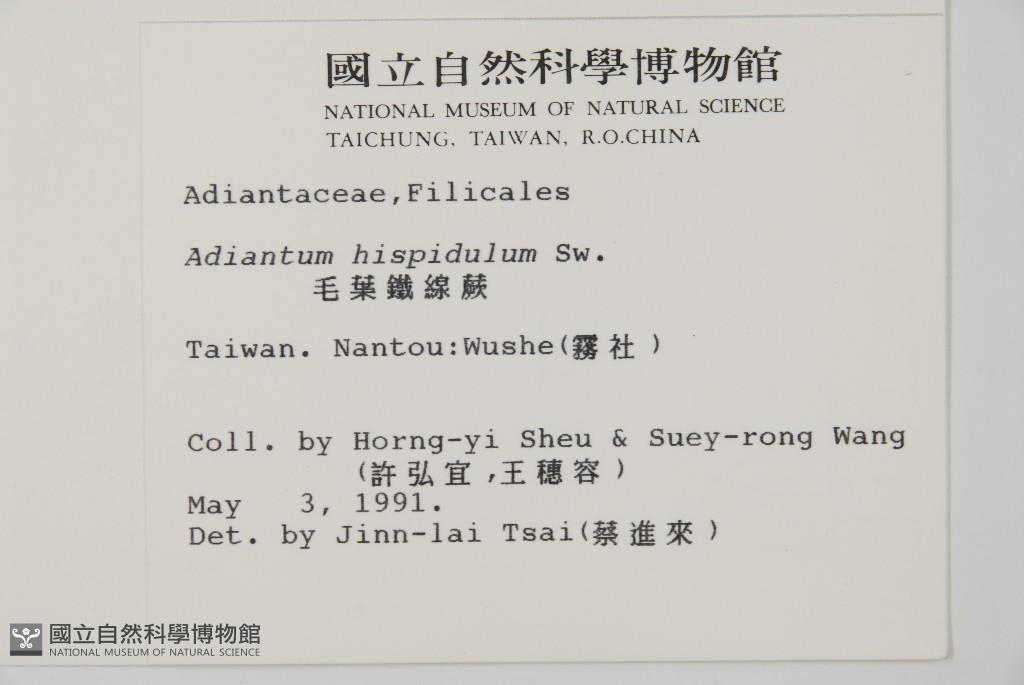 國立自然科學博物館
NATIONAL MUSEUM OF NATURAL SCIENCE
TAICHUNG, TAIWAN, R.O.CHINA
Adiantaceae,Filicales
Adiantum hispidulum Sw.
毛葉鐵線蕨
Taiwan. Nantou:Wushe(霧社)
Coll. by Horng-yi Sheu & Suey-rong Wang
(許弘宜,王穗容)
May 3, 1991.
Det. by Jinn-lai Tsai(蔡進來)
國立自然科學博物館
NATIONAL MUSEUM OF NATURAL SCIENCE